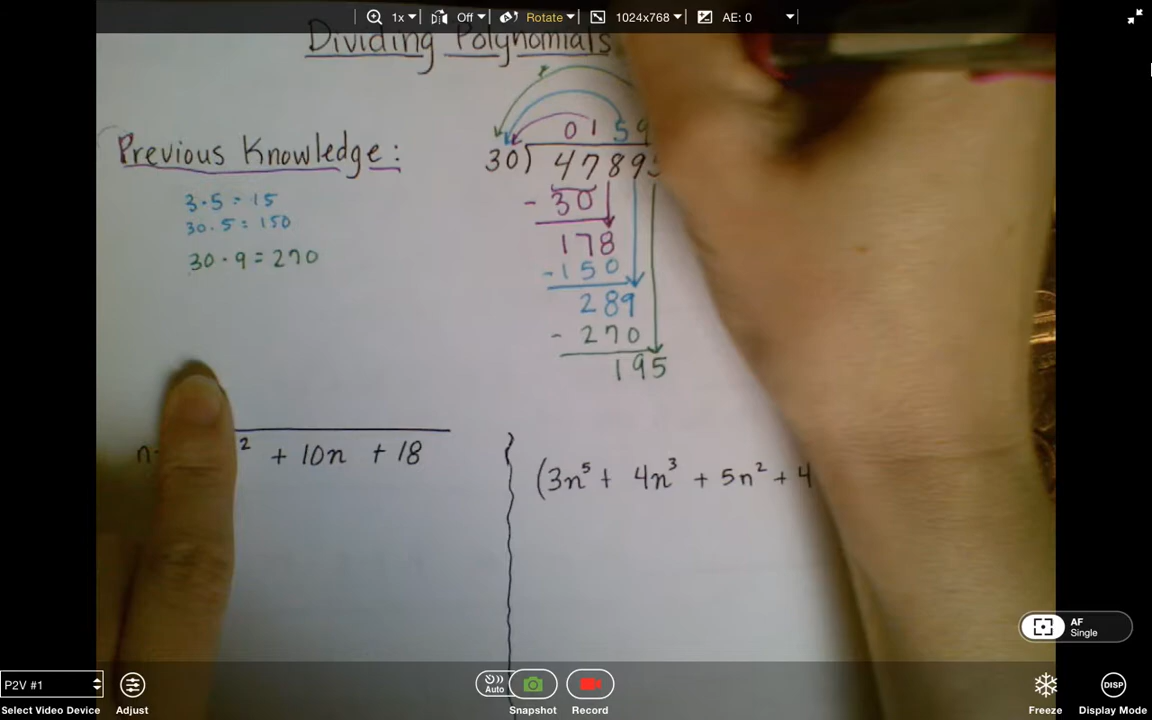 1x Off Rotate 1024x768 AE: 0
Dividing Polynomials
Previous Knowledge:
3·5 = 15
30·5 = 150
30·9 = 270
0159
30) 4789
- 30
178
-150
289
- 270
195
n
2 + 10n + 18
(3n⁵ + 4n³ + 5n² + 4
AF
Single
P2V #1
Select Video Device
Adjust
Auto
Snapshot
Record
Freeze
DISP
Display Mode